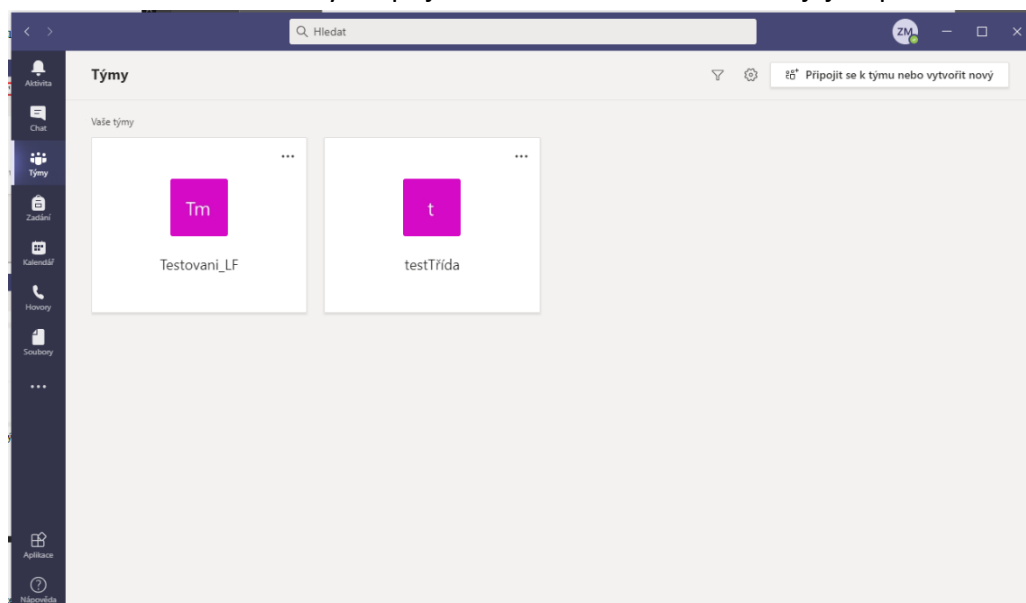 Hledat
ZM
Aktivita
Týmy
Připojit se k týmu nebo vytvořit nový
Chat
Vaše týmy
Týmy
Zadání
Kalendář
Hovory
Soubory
Tm
Testovani_LF
t
testTřída
Aplikace
Nápověda